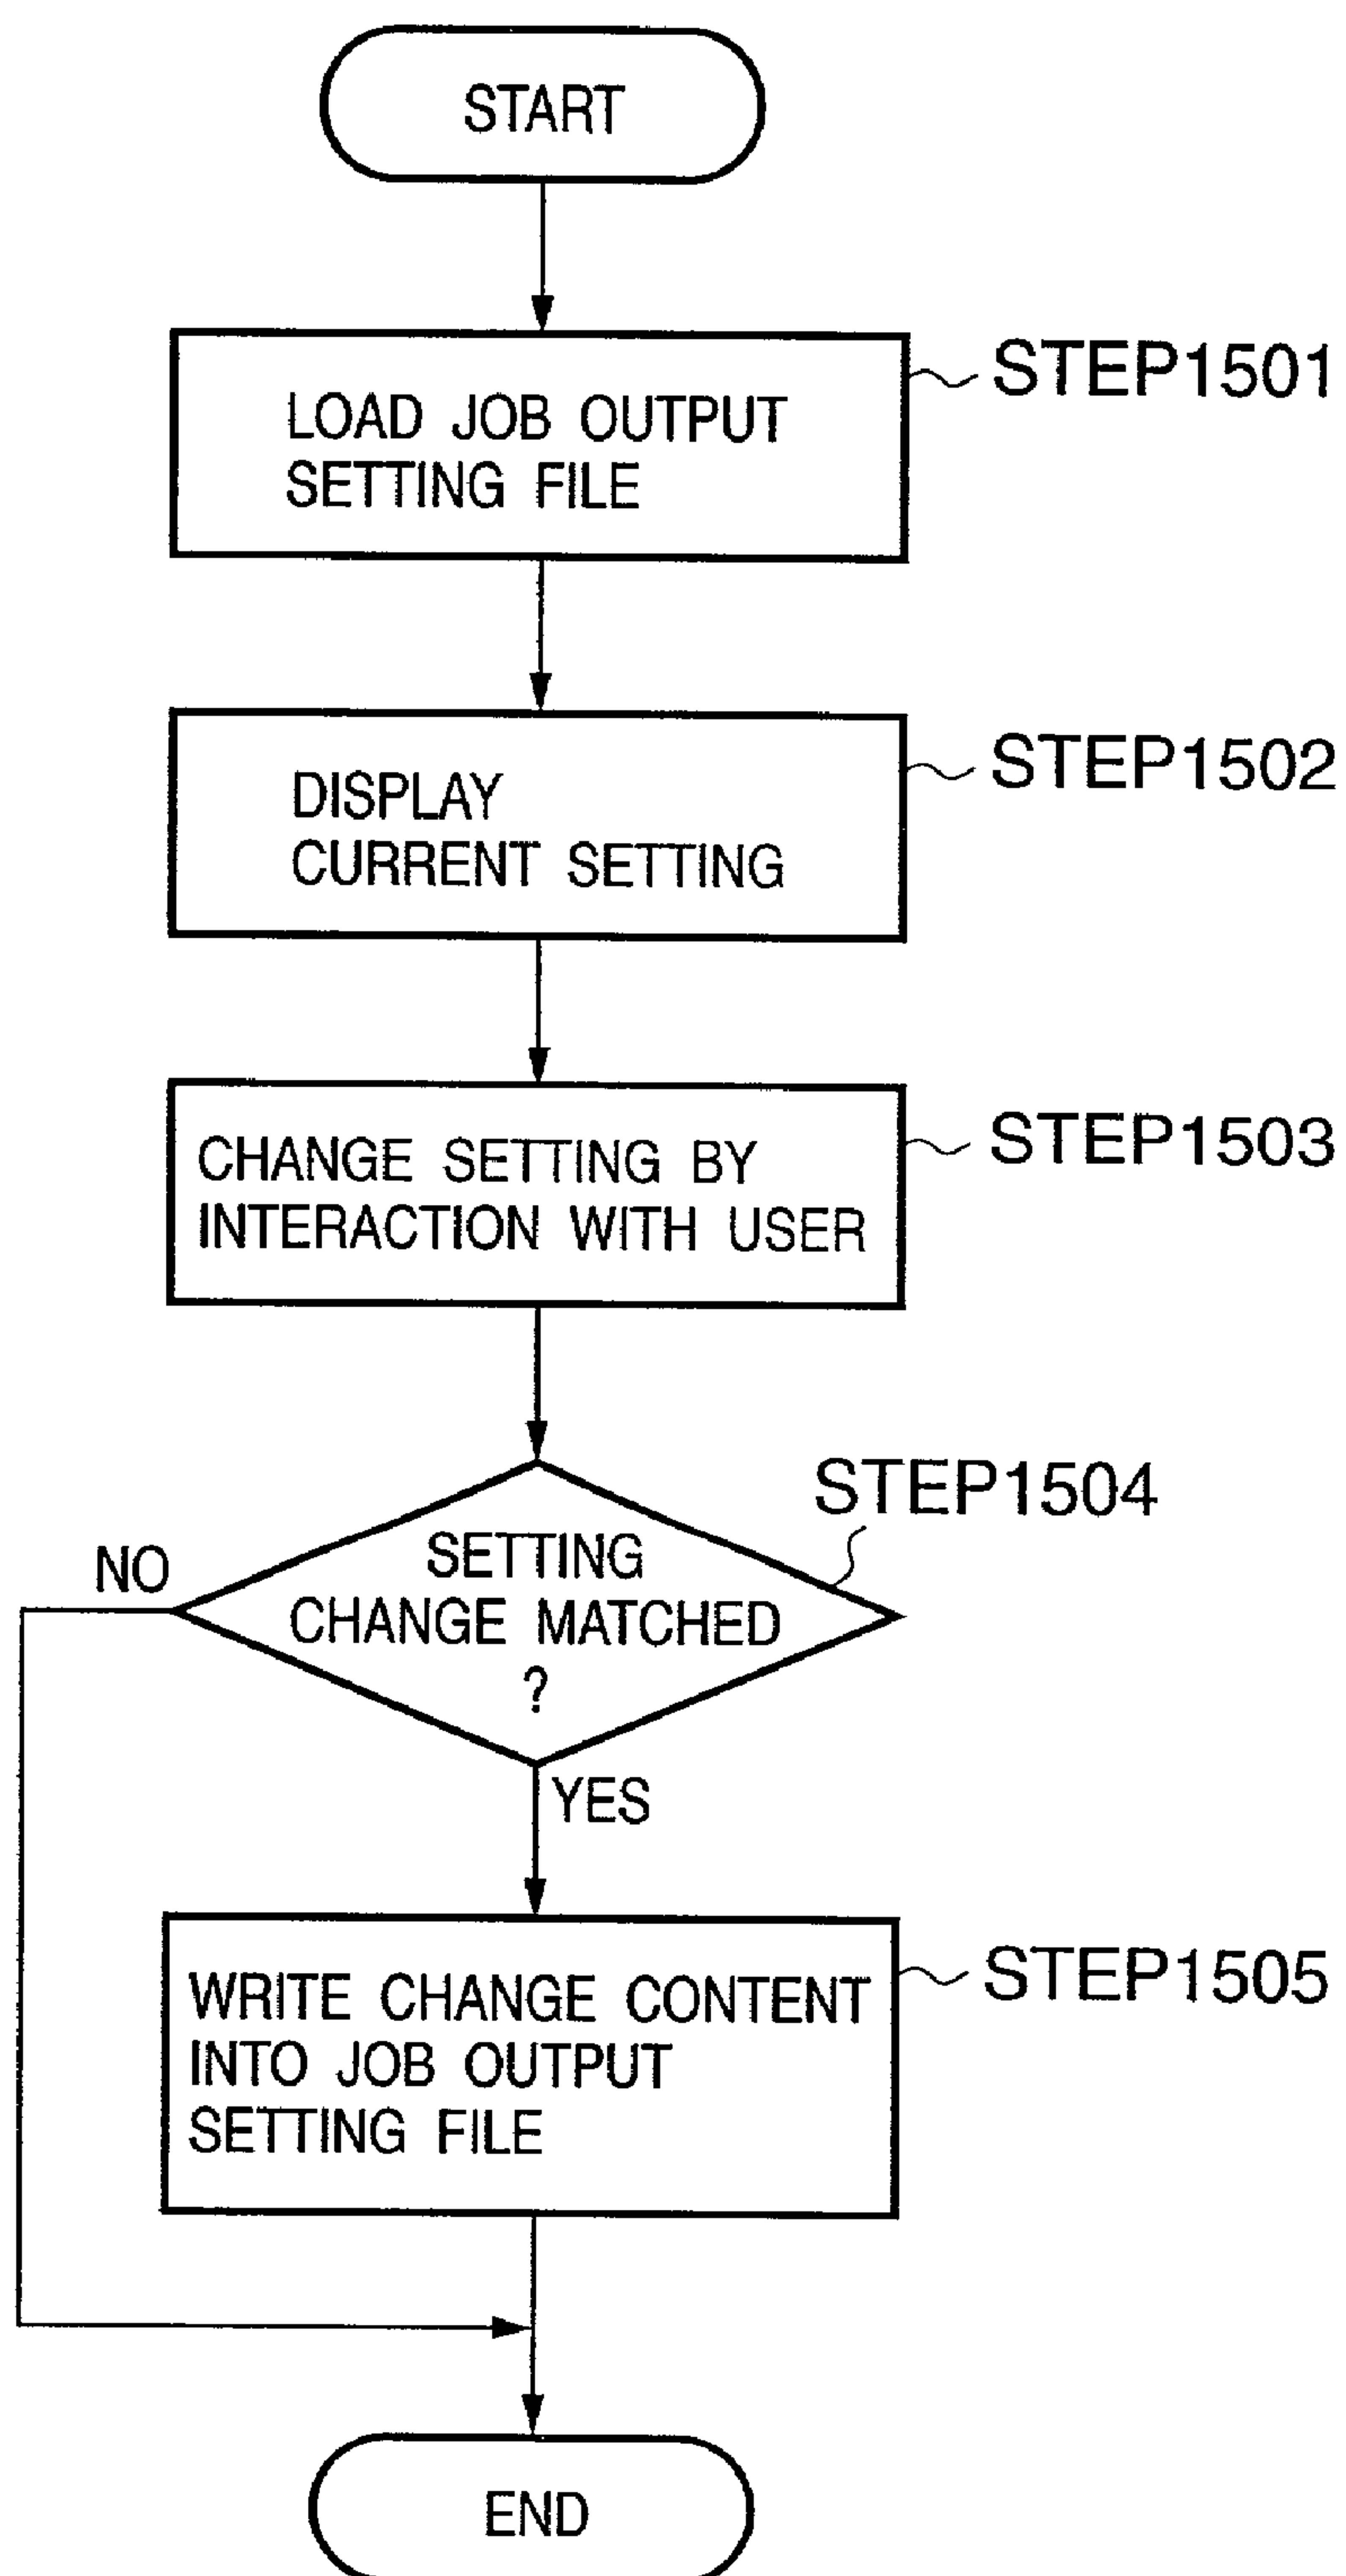 START
STEP1501
LOAD JOB OUTPUT
SETTING FILE
STEP1502
DISPLAY
CURRENT SETTING
STEP1503
CHANGE SETTING BY
INTERACTION WITH USER
STEP1504
NO
SETTING
CHANGE MATCHED
?
YES
STEP1505
WRITE CHANGE CONTENT
INTO JOB OUTPUT
SETTING FILE
END